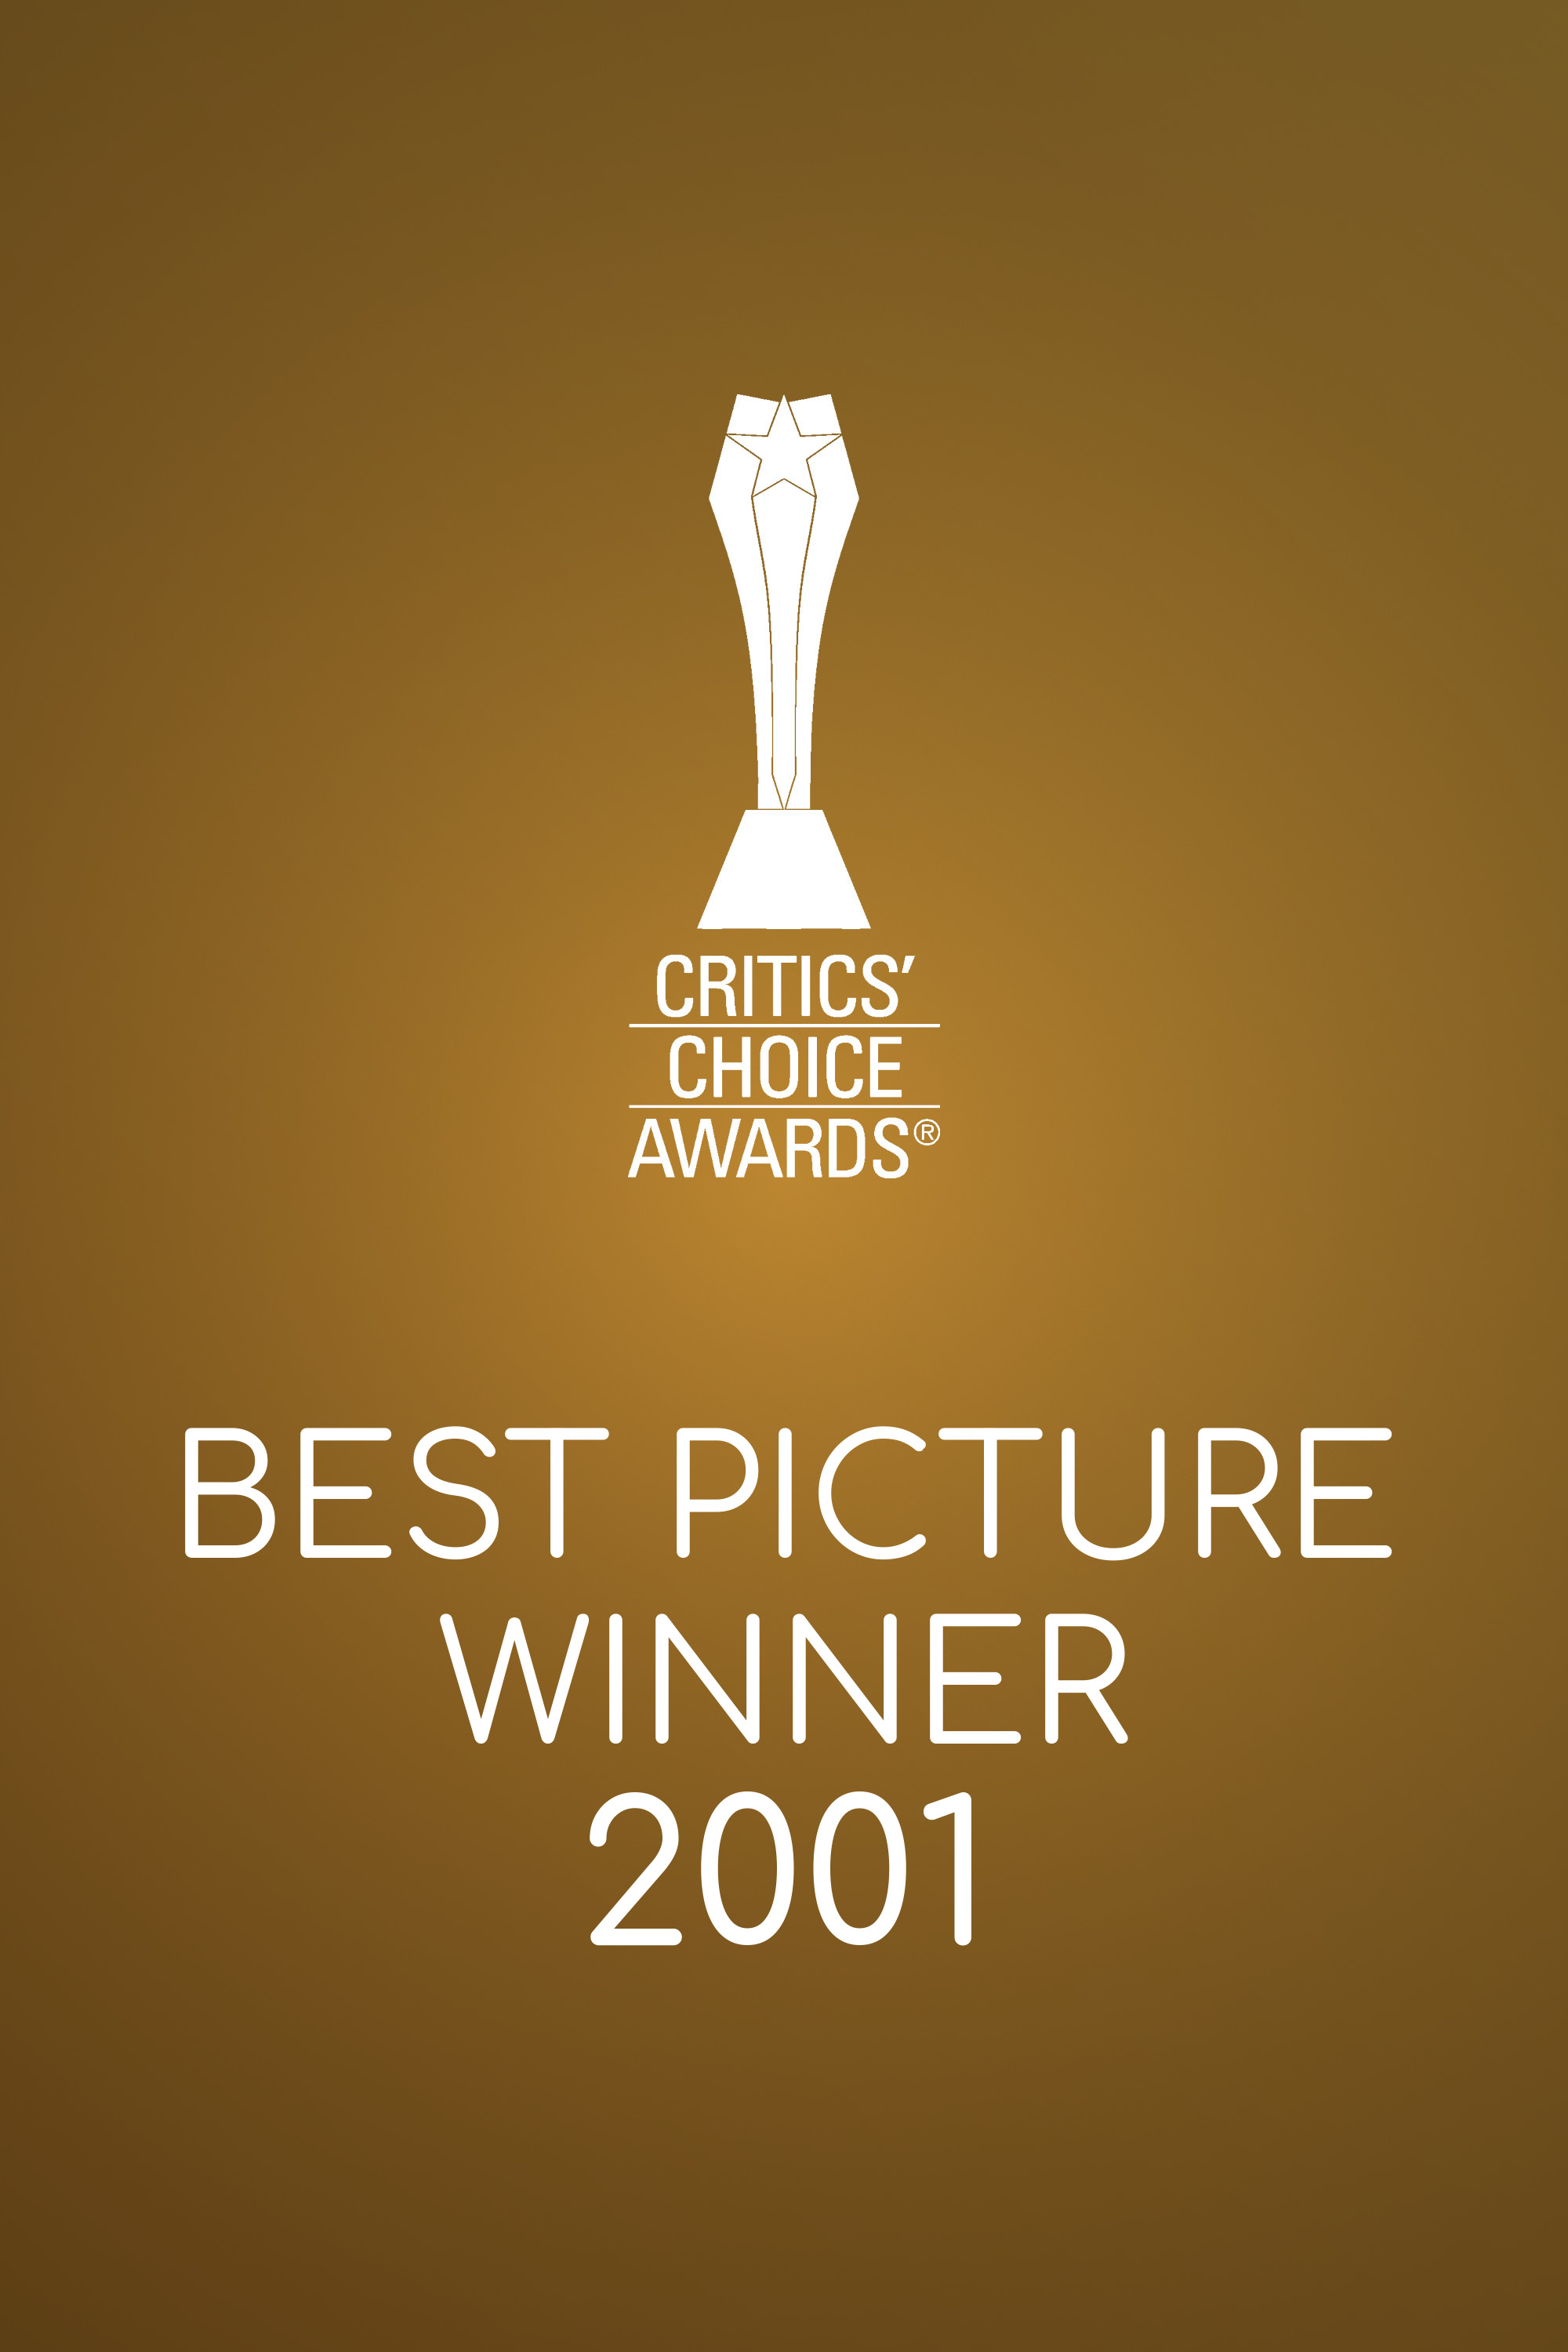 CRITICS'
CHOICE
AWARDS®
BEST PICTURE
WINNER
2001